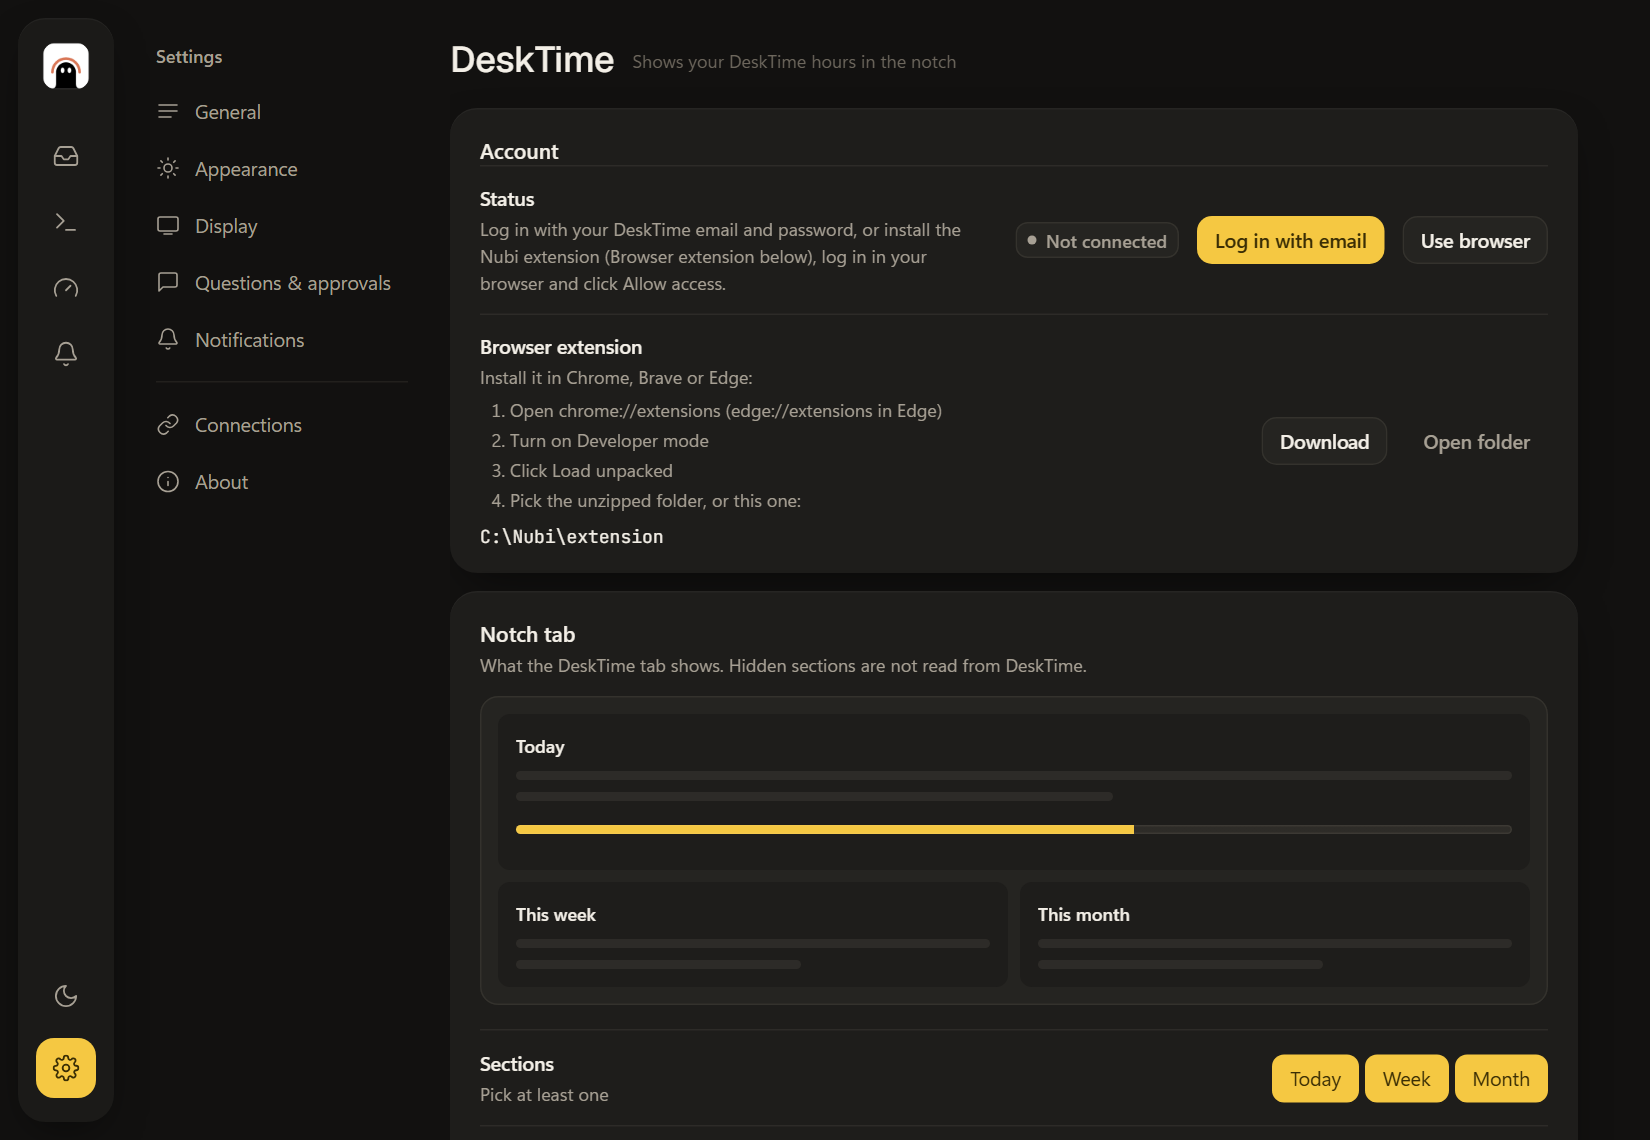 Settings
General
Appearance
Display
Questions & approvals
Notifications
Connections
About
DeskTime
Shows your DeskTime hours in the notch
Account
Status
Log in with your DeskTime email and password, or install the
Nubi extension (Browser extension below), log in in your
browser and click Allow access.
Not connected
Log in with email
Use browser
Browser extension
Install it in Chrome, Brave or Edge:
1. Open chrome://extensions (edge://extensions in Edge)
2. Turn on Developer mode
3. Click Load unpacked
4. Pick the unzipped folder, or this one:
C:\Nubi\extension
Download
Open folder
Notch tab
What the DeskTime tab shows. Hidden sections are not read from DeskTime.
Today
This week
This month
Sections
Pick at least one
Today
Week
Month